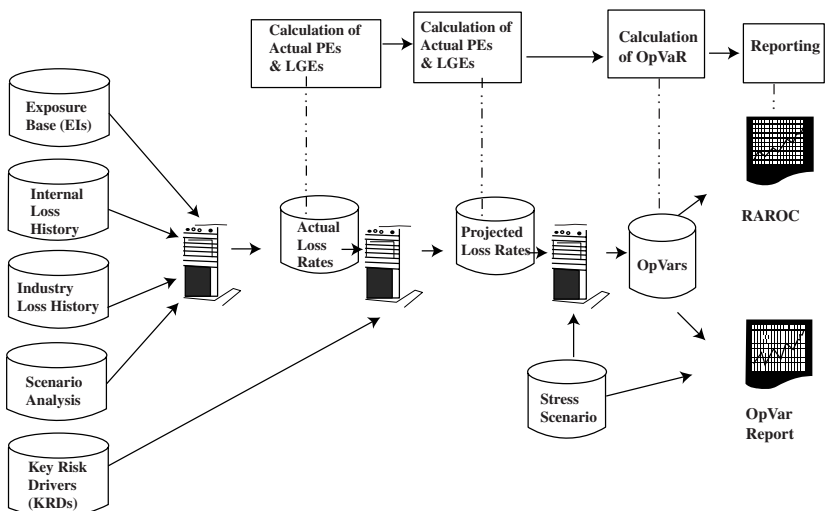 Calculation of
Actual PEs
& LGEs
Calculation of
Actual PEs
& LGEs
Calculation
of OpVaR
Reporting
Exposure
Base (EIs)
Internal
Loss
History
Industry
Loss History
Scenario
Analysis
Key Risk
Drivers
(KRDs)
Actual
Loss
Rates
Projected
Loss Rates
OpVars
Stress
Scenario
RAROC
OpVar
Report